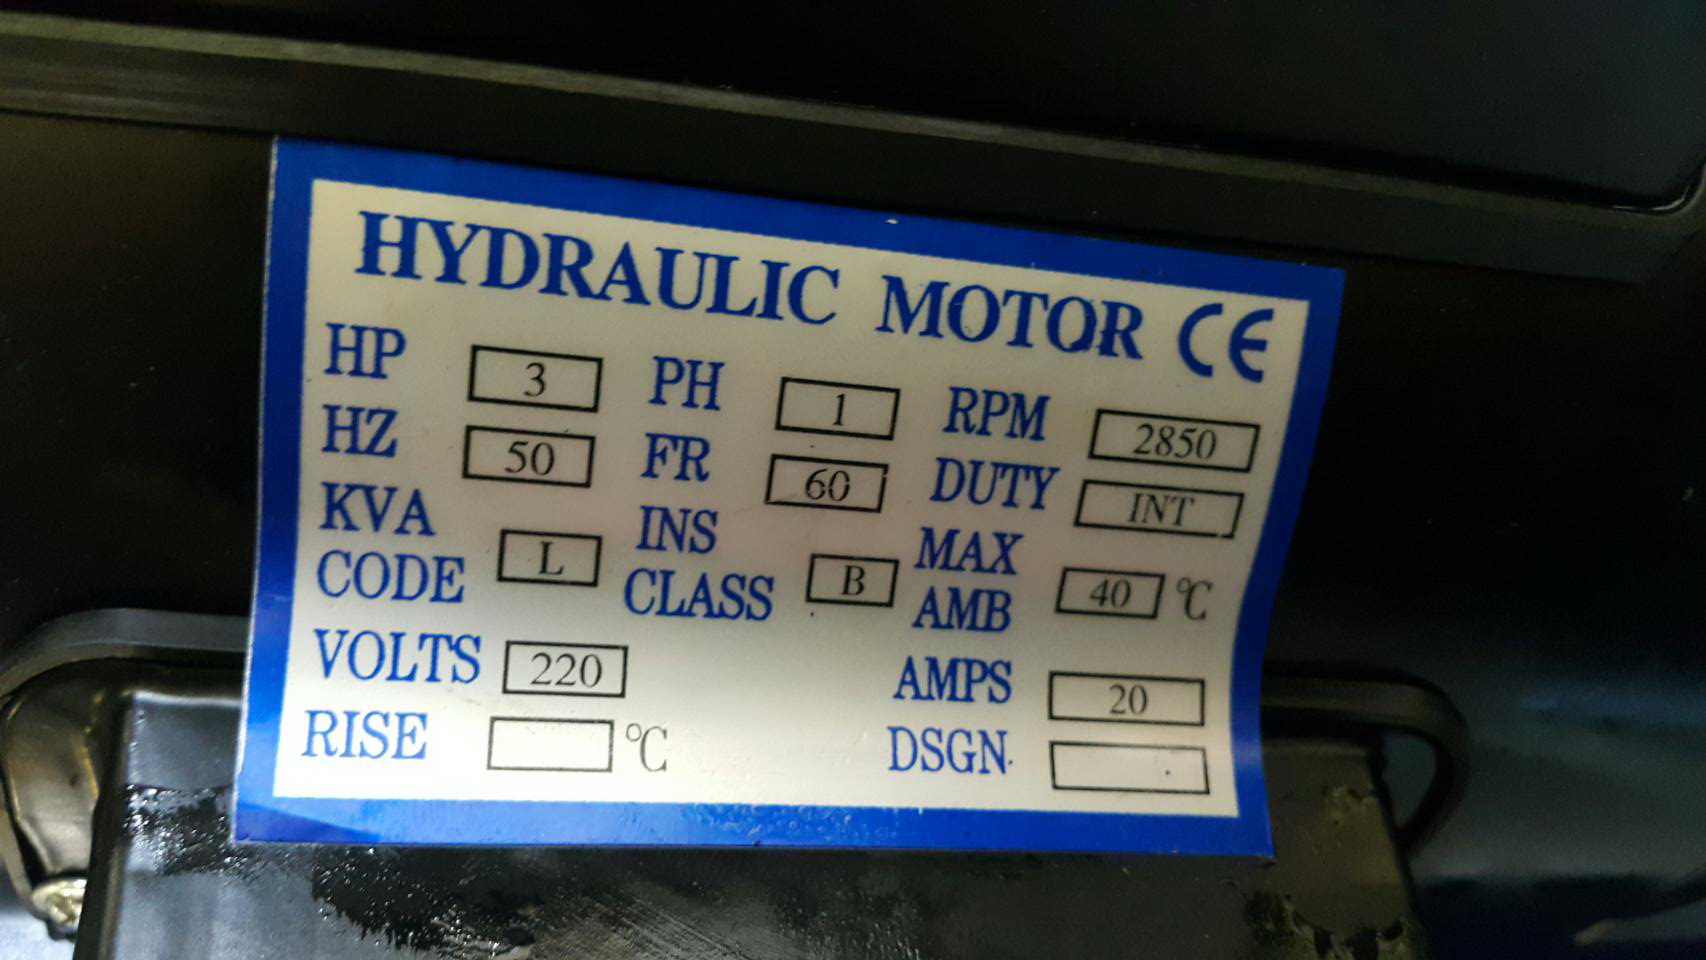 HYDRAULIC MOTOR CE
HP 3 PH 1 RPM 2850
HZ 50 FR 60 DUTY INT
KVA CODE L INS CLASS B MAX AMB 40 °C
VOLTS 220 AMPS 20
RISE °C DSGN